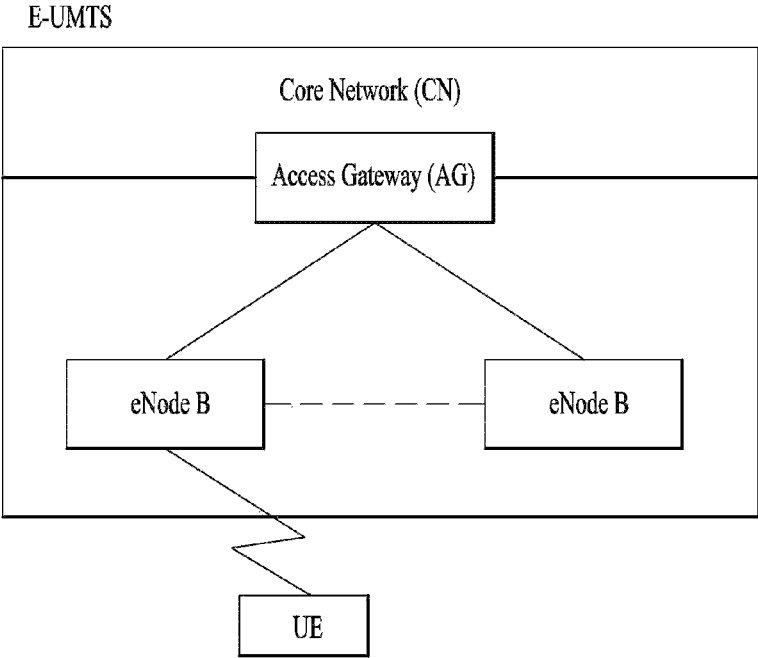 E-UMTS
Core Network (CN)
Access Gateway (AG)
eNode B
eNode B
UE